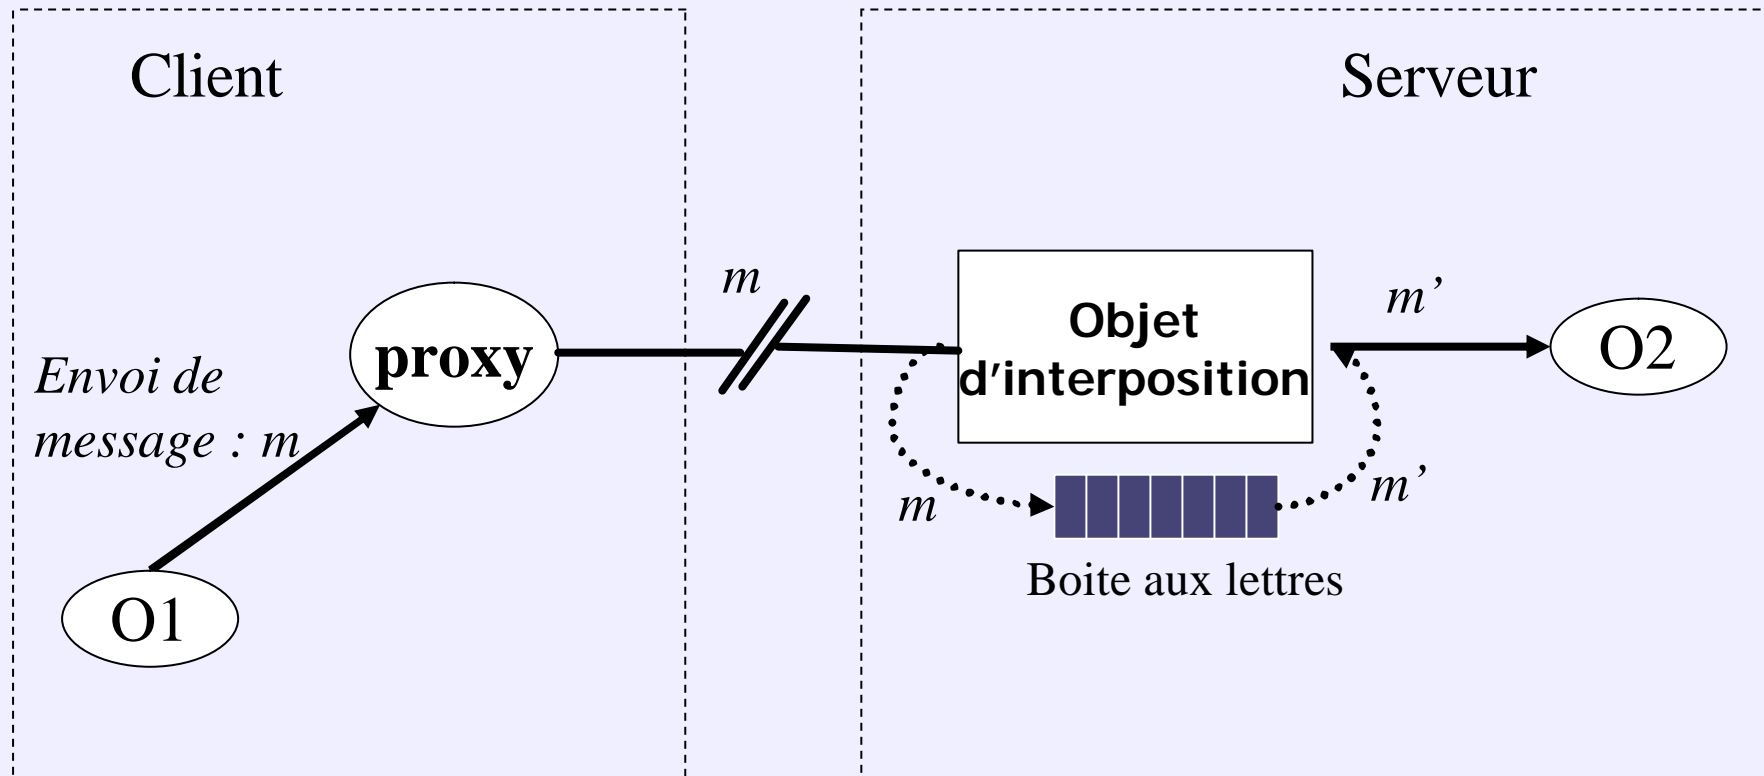 Client
Serveur
Envoi de
message : m
proxy
O1
m
Objet
d'interposition
m’
O2
m
m’
Boite aux lettres